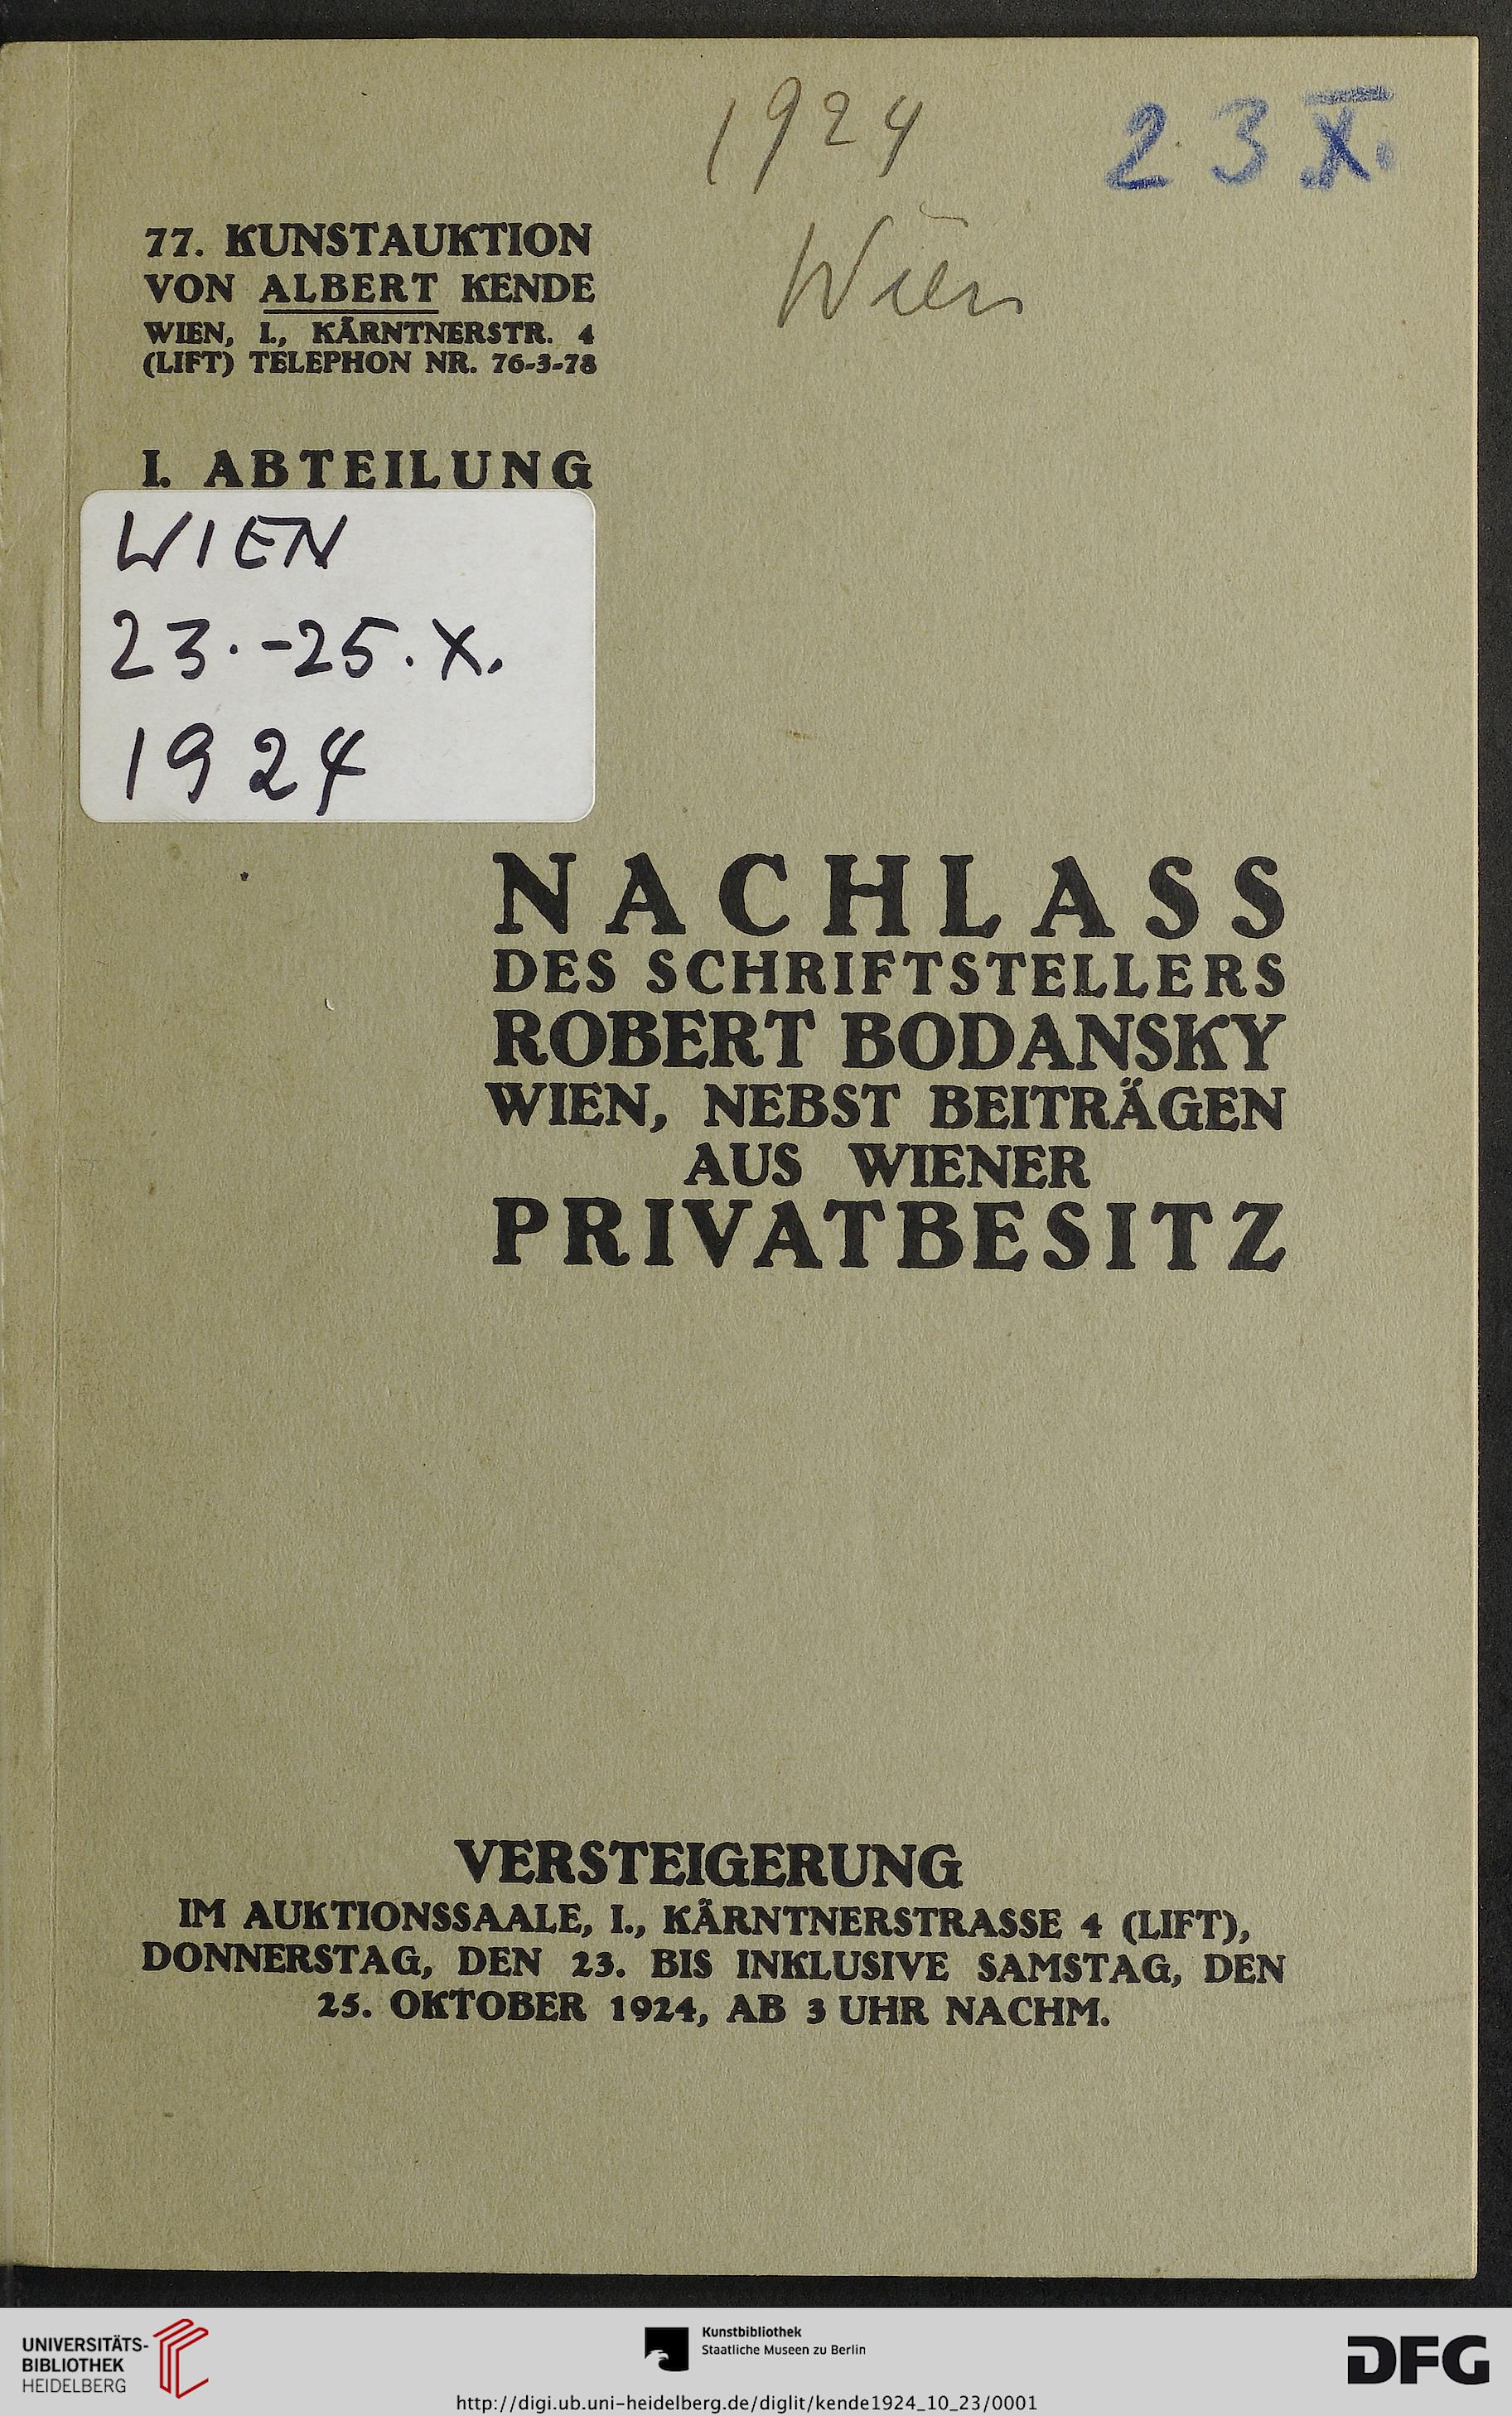 1924
23 X.
Wien
77. KUNSTAUKTION
VON ALBERT KENDE
WIEN, I., KÄRNTNERSTR. 4
(LIFT) TELEPHON NR. 76-3-78
I. ABTEILUNG
WIEN
23.-25.X.
1924
NACHLASS
DES SCHRIFTSTELLERS
ROBERT BODANSKY
WIEN, NEBST BEITRÄGEN
AUS WIENER
PRIVATBESITZ
VERSTEIGERUNG
IM AUKTIONSSAALE, I., KÄRNTNERSTRASSE 4 (LIFT),
DONNERSTAG, DEN 23. BIS INKLUSIVE SAMSTAG, DEN
25. OKTOBER 1924, AB 3 UHR NACHM.
UNIVERSITÄTS-
BIBLIOTHEK
HEIDELBERG
Kunstbibliothek
Staatliche Museen zu Berlin
DFG
http://digi.ub.uni-heidelberg.de/diglit/kende1924_10_23/0001